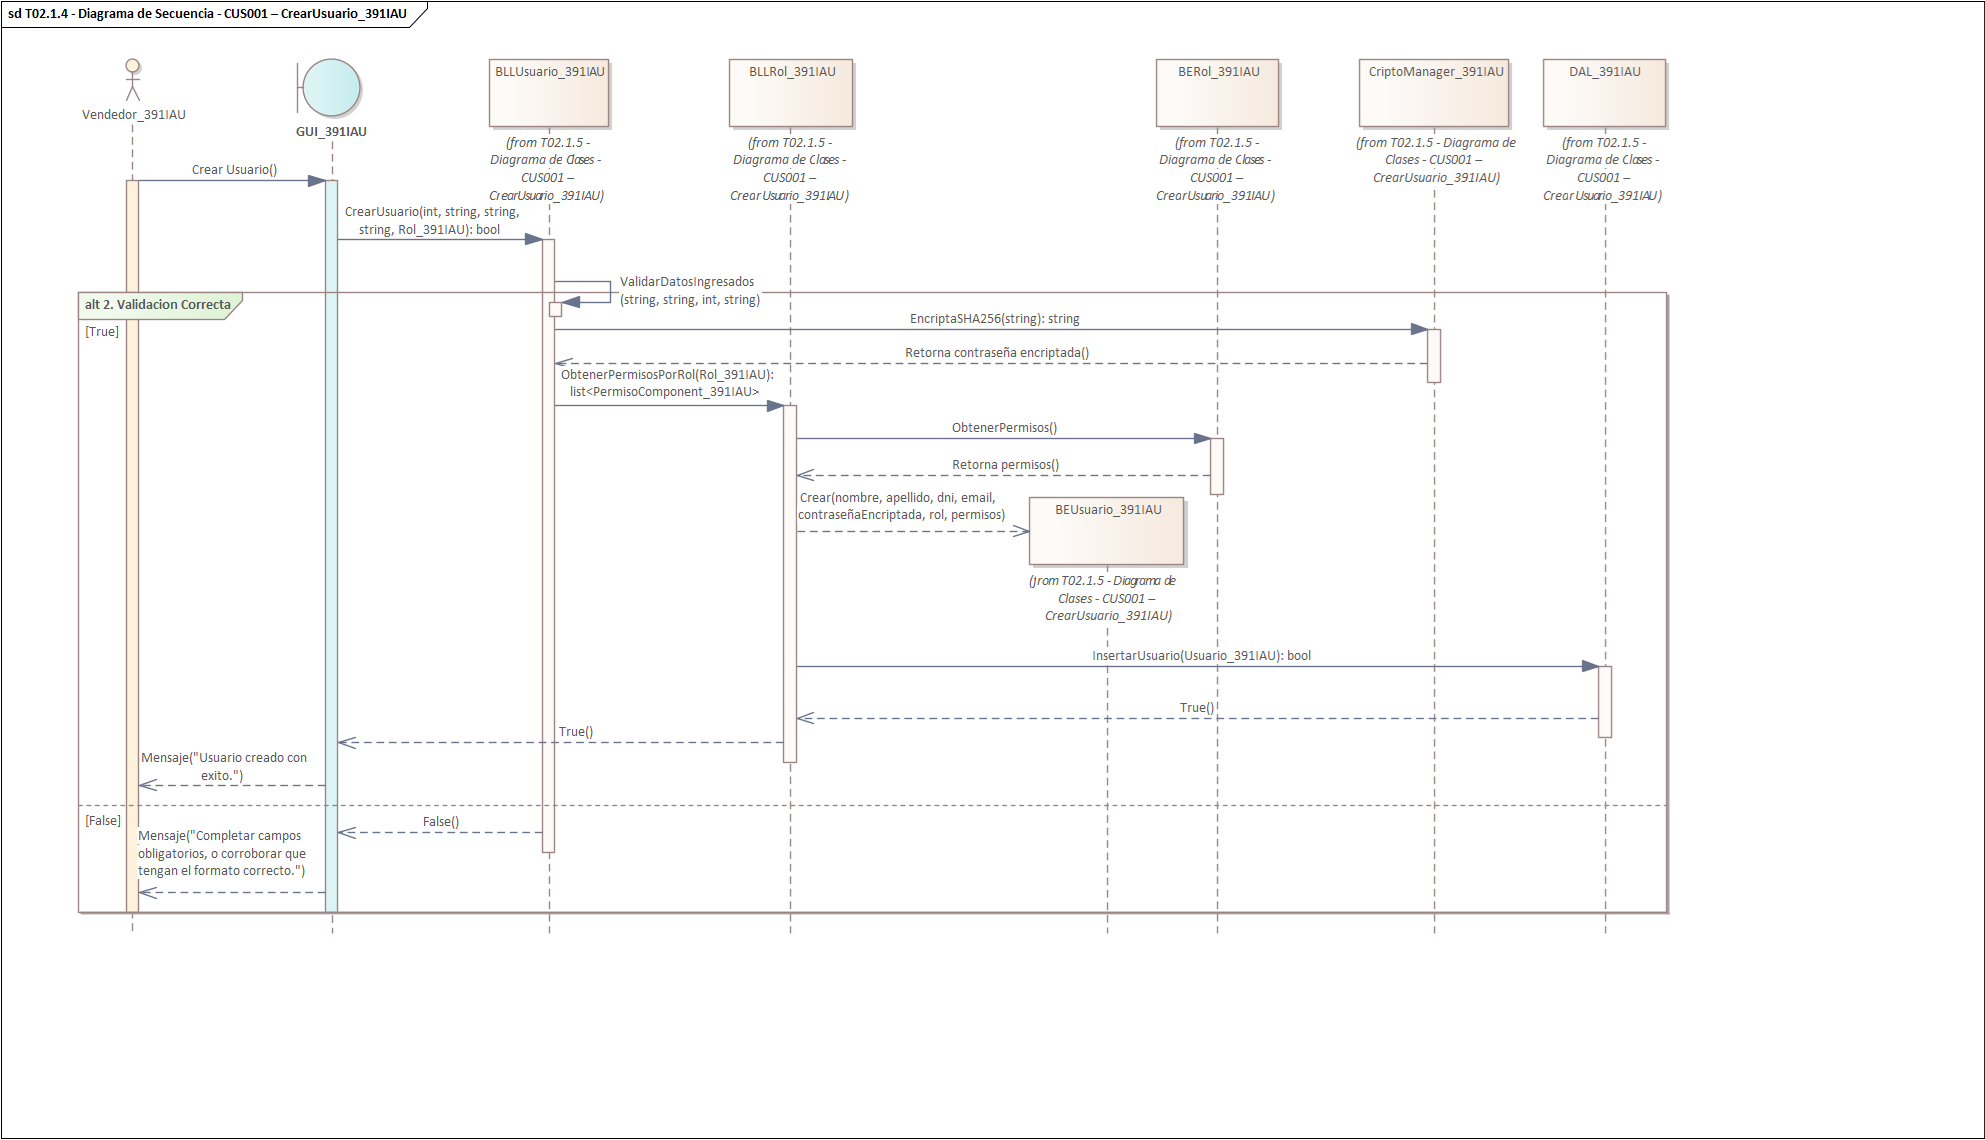 sd T02.1.4 - Diagrama de Secuencia - CUS001 – CrearUsuario_391IAU
Vendedor_391IAU
GUI_391IAU
BLLUsuario_391IAU
(from T02.1.5 -
Diagrama de Clases -
CUS001 –
CrearUsuario_391IAU)
BLLRol_391IAU
(from T02.1.5 -
Diagrama de Clases -
CUS001 –
CrearUsuario_391IAU)
BERol_391IAU
(from T02.1.5 -
Diagrama de Clases -
CUS001 –
CrearUsuario_391IAU)
CriptoManager_391IAU
(from T02.1.5 - Diagrama de
Clases - CUS001 –
CrearUsuario_391IAU)
DAL_391IAU
(from T02.1.5 -
Diagrama de Clases -
CUS001 –
CrearUsuario_391IAU)
Crear Usuario()
CrearUsuario(int, string, string,
string, Rol_391IAU): bool
ValidarDatosIngresados
(string, string, int, string)
alt 2. Validacion Correcta
[True]
EncriptaSHA256(string): string
Retorna contraseña encriptada()
ObtenerPermisosPorRol(Rol_391IAU):
list<PermisoComponent_391IAU>
ObtenerPermisos()
Retorna permisos()
Crear(nombre, apellido, dni, email,
contraseñaEncriptada, rol, permisos)
BEUsuario_391IAU
(from T02.1.5 - Diagrama de
Clases - CUS001 –
CrearUsuario_391IAU)
InsertarUsuario(Usuario_391IAU): bool
True()
True()
Mensaje("Usuario creado con
exito.")
[False]
False()
Mensaje("Completar campos
obligatorios, o corroborar que
tengan el formato correcto.")